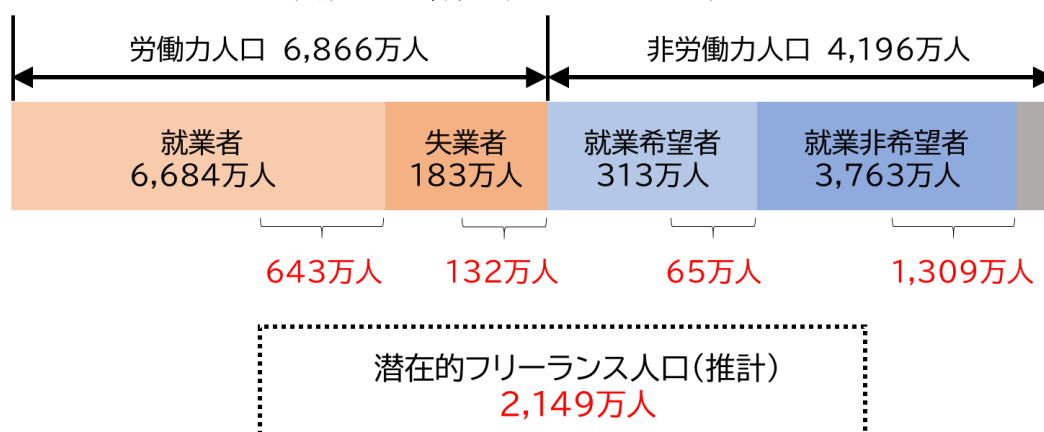 労働力人口 6,866万人
非労働力人口 4,196万人
就業者
6,684万人
失業者
183万人
就業希望者
313万人
就業非希望者
3,763万人
643万人
132万人
65万人
1,309万人
潜在的フリーランス人口(推計)
2,149万人